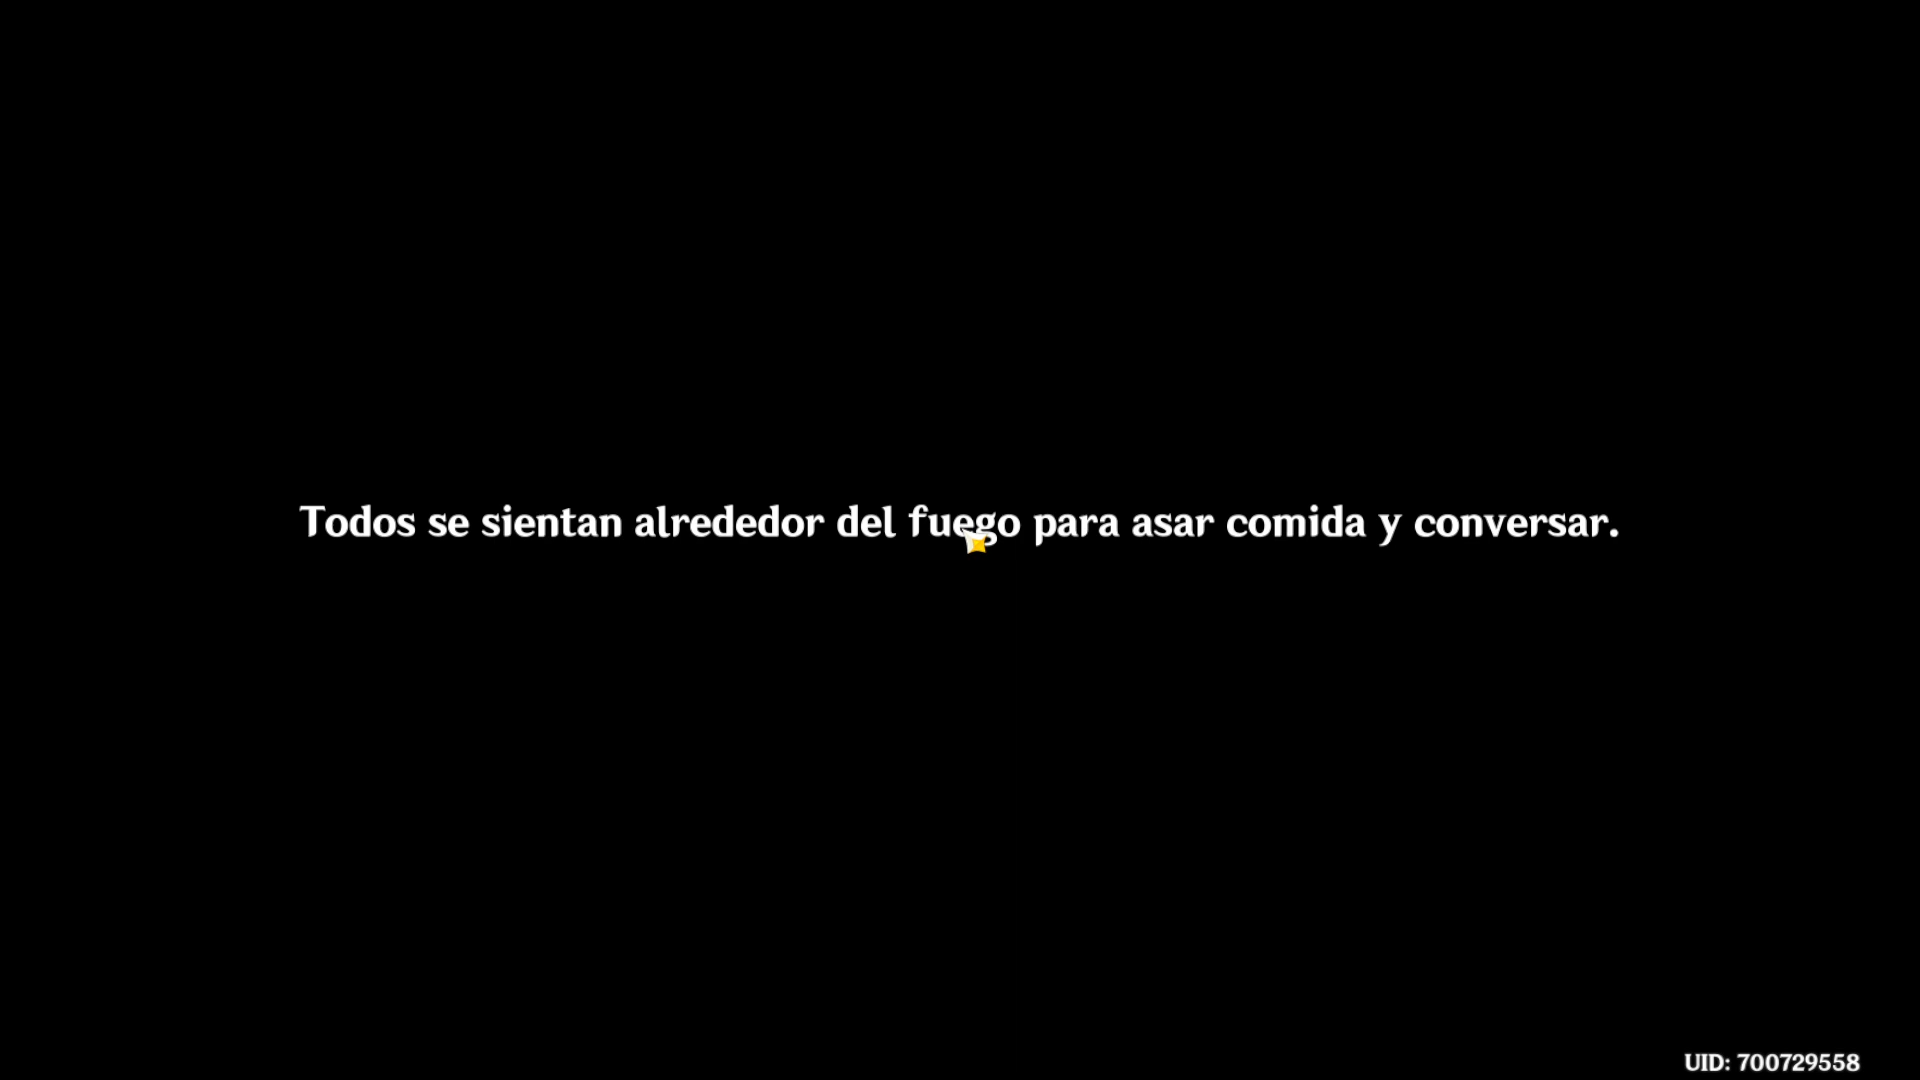 Todos se sientan alrededor del fuego para asar comida y conversar.
UID: 700729558